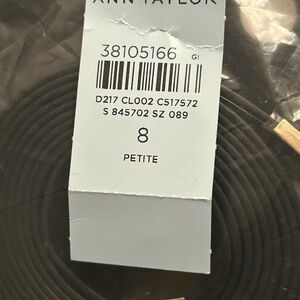 ANN TAYLOR
38105166 GI
D217 CL002 C517572
S 845702 SZ 089
8
PETITE